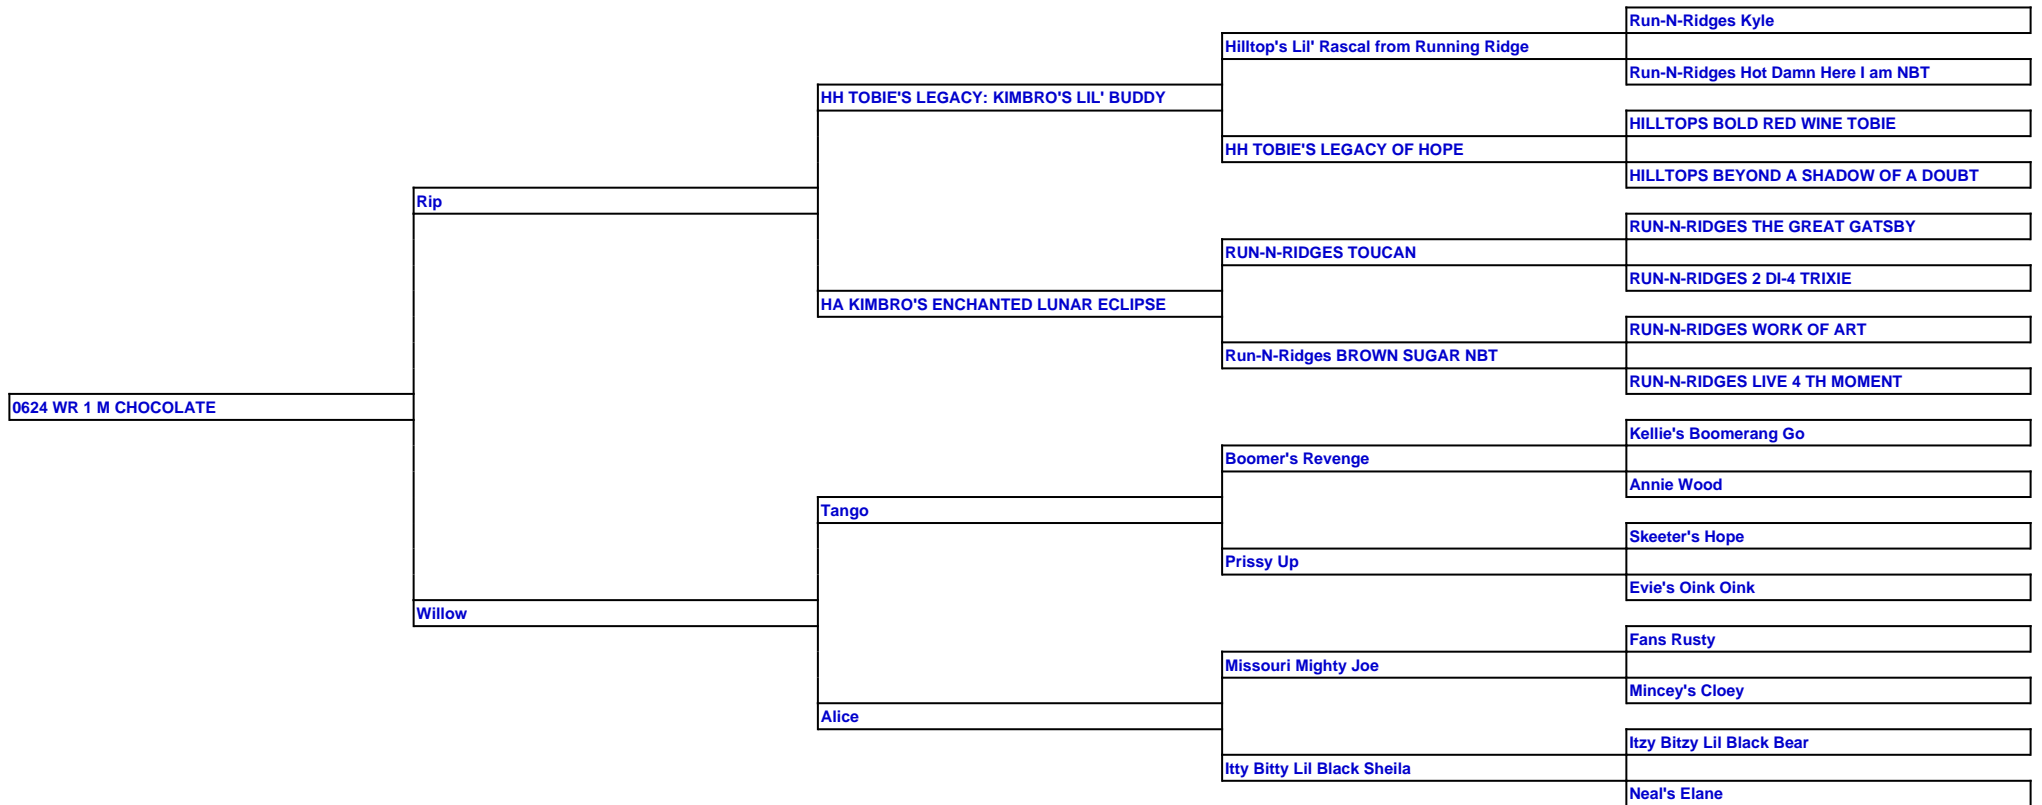 Run-N-Ridges Kyle
Hilltop's Lil' Rascal from Running Ridge
Run-N-Ridges Hot Damn Here I am NBT
HH TOBIE'S LEGACY: KIMBRO'S LIL' BUDDY
HILLTOPS BOLD RED WINE TOBIE
HH TOBIE'S LEGACY OF HOPE
HILLTOPS BEYOND A SHADOW OF A DOUBT
Rip
RUN-N-RIDGES THE GREAT GATSBY
RUN-N-RIDGES TOUCAN
RUN-N-RIDGES 2 DI-4 TRIXIE
HA KIMBRO'S ENCHANTED LUNAR ECLIPSE
RUN-N-RIDGES WORK OF ART
Run-N-Ridges BROWN SUGAR NBT
RUN-N-RIDGES LIVE 4 TH MOMENT
0624 WR 1 M CHOCOLATE
Kellie's Boomerang Go
Boomer's Revenge
Annie Wood
Tango
Skeeter's Hope
Prissy Up
Evie's Oink Oink
Willow
Fans Rusty
Missouri Mighty Joe
Mincey's Cloey
Alice
Itzy Bitzy Lil Black Bear
Itty Bitty Lil Black Sheila
Neal's Elane